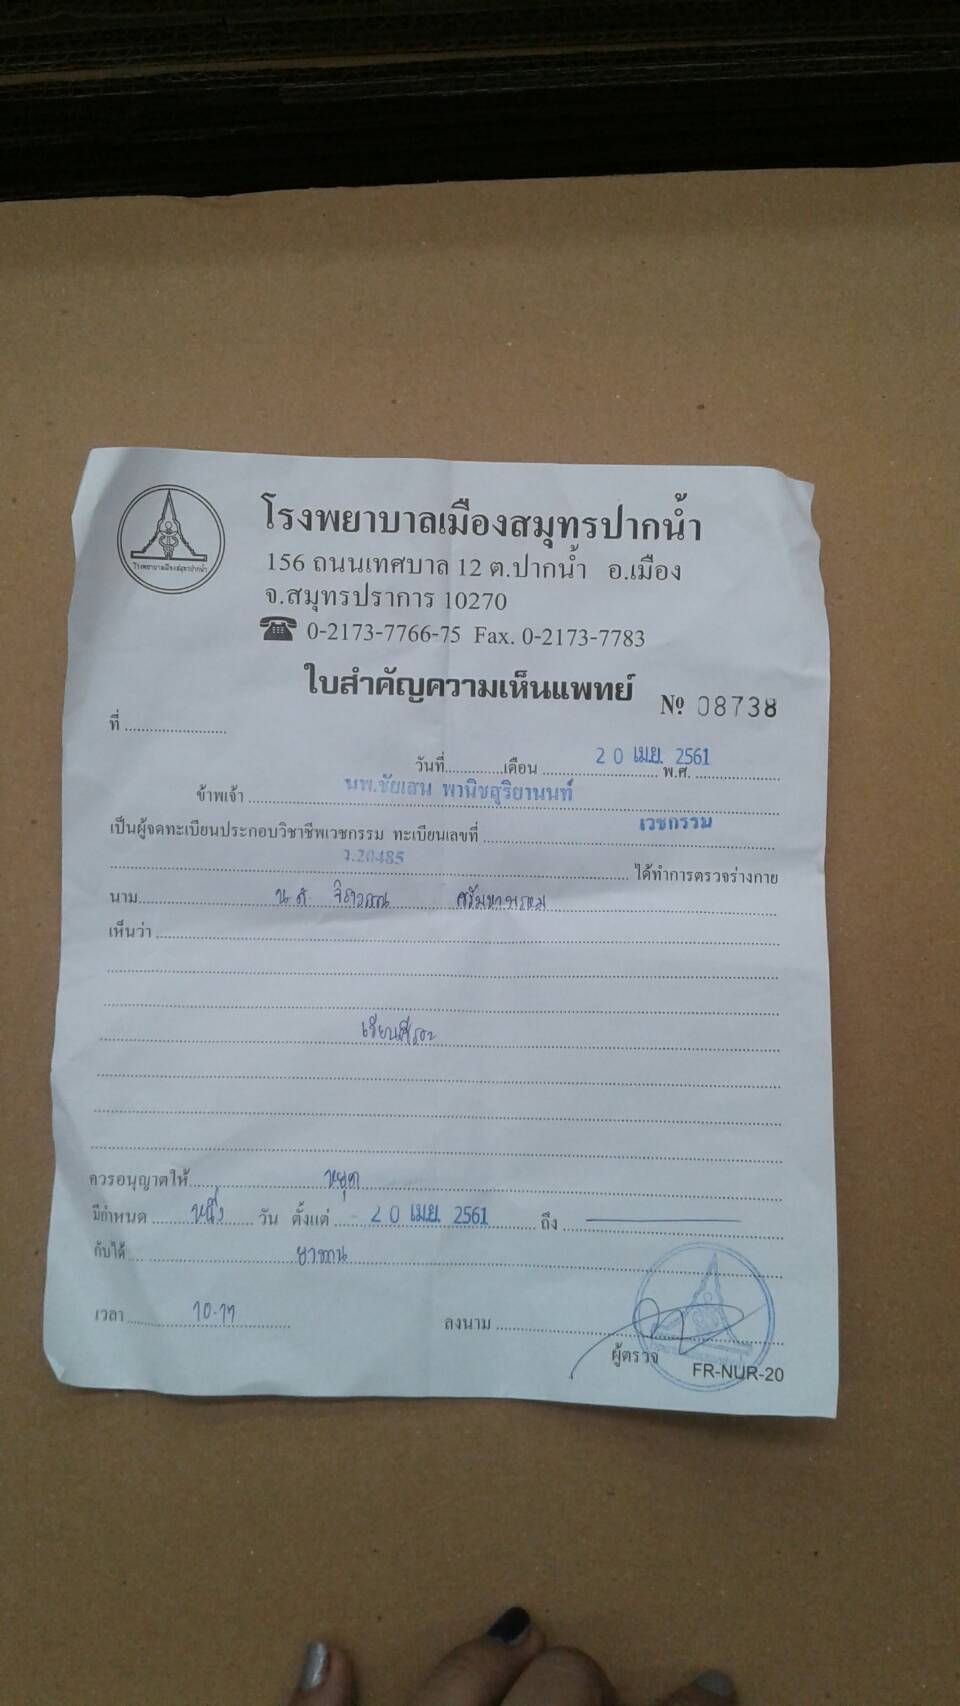 โรงพยาบาลเมืองสมุทรปากน้ำ
โรงพยาบาลเมืองสมุทรปากน้ำ
156 ถนนเทศบาล 12 ต.ปากน้ำ อ.เมือง
จ.สมุทรปราการ 10270
0-2173-7766-75 Fax. 0-2173-7783
ใบสำคัญความเห็นแพทย์
№ 08738
ที่
วันที่ เดือน 20 เม.ย. 2561 พ.ศ.
ข้าพเจ้า นพ.ชัยเสน พานิชสุริยานนท์
เป็นผู้จดทะเบียนประกอบวิชาชีพเวชกรรม ทะเบียนเลขที่ เวชกรรม
ว.20485 ได้ทำการตรวจร่างกาย
นาม น.ส.
เห็นว่า
เวียนศีรษะ
ควรอนุญาตให้ หยุด
มีกำหนด หนึ่ง วัน ตั้งแต่ 20 เม.ย. 2561 ถึง
กับได้ ยาทาน
เวลา 10.17 ลงนาม
ผู้ตรวจ
FR-NUR-20